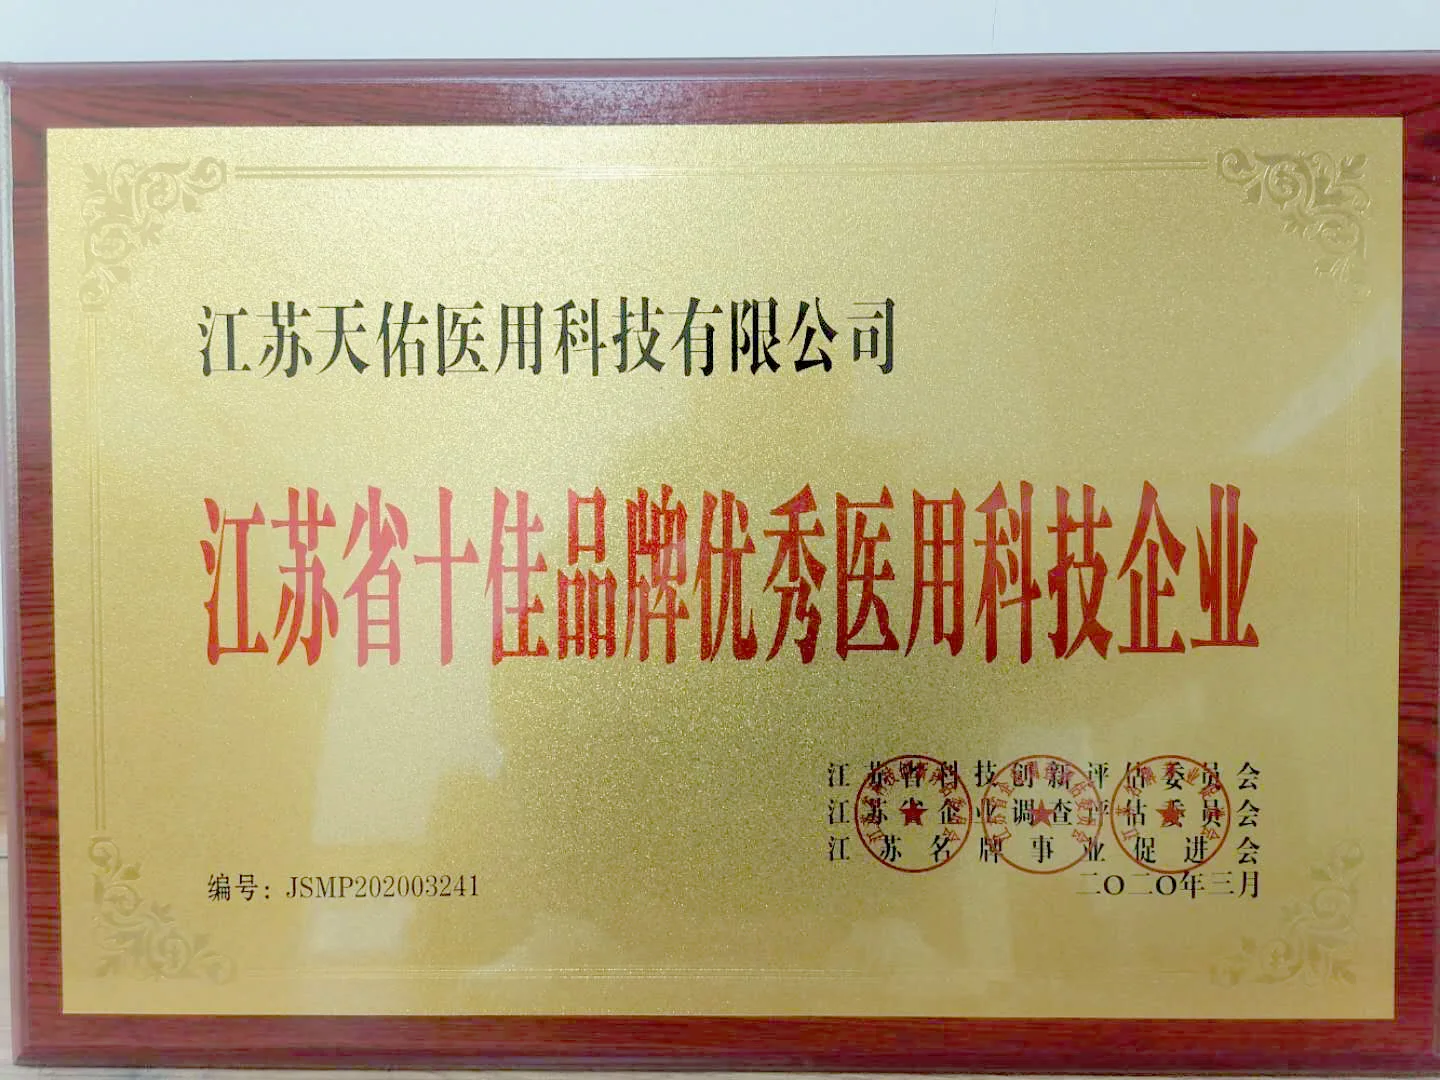 江苏天佑医用科技有限公司
江苏省十佳品牌优秀医用科技企业
江苏省科技创新评估委员会
江苏省企业调查评估委员会
江苏名牌事业促进会
二〇二〇年三月
编号：JSMP202003241